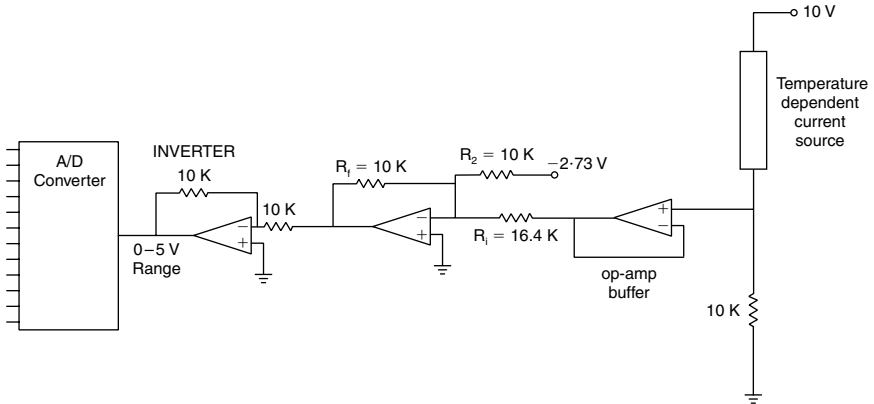 10 V
Temperature
dependent
current
source
A/D
Converter
INVERTER
10 K
10 K
0–5 V
Range
R_f = 10 K
R₂ = 10 K
–2·73 V
R_i = 16.4 K
op-amp
buffer
10 K
−
+
−
+
+
−